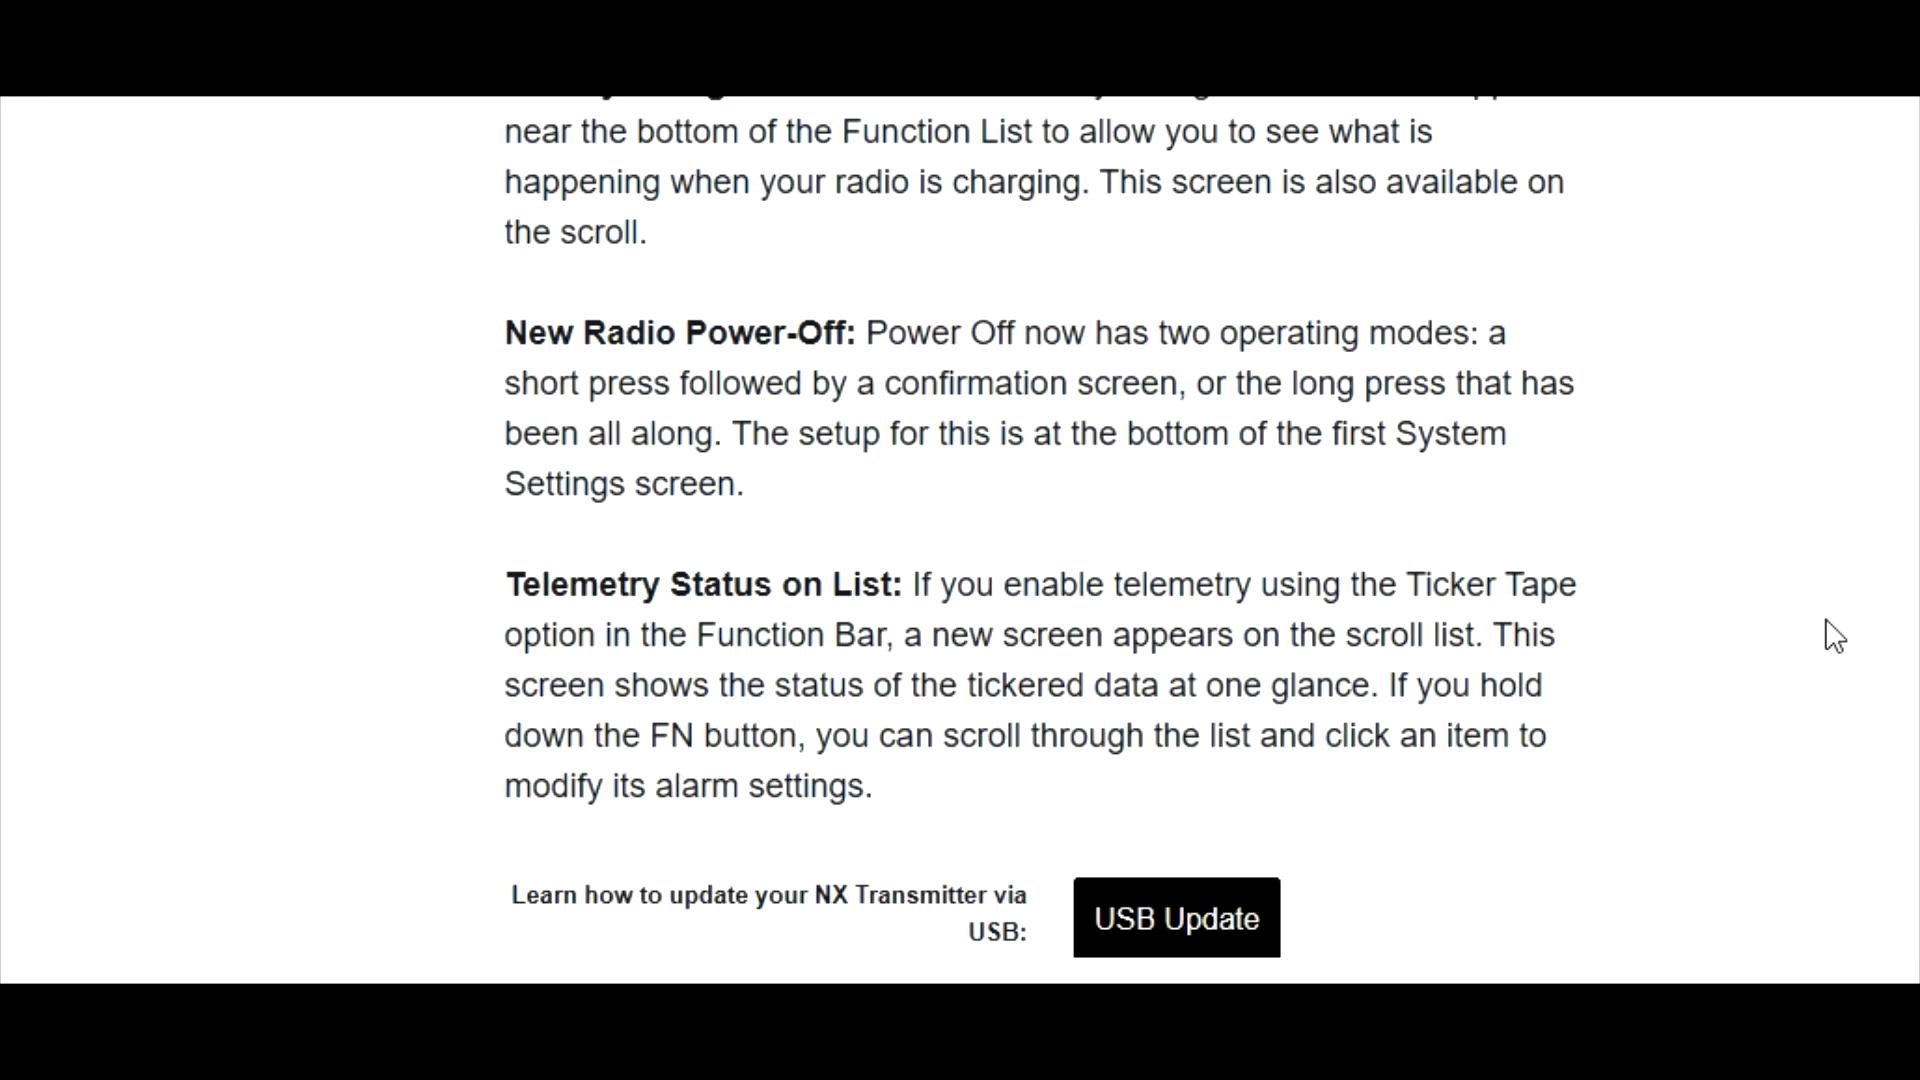 near the bottom of the Function List to allow you to see what is
happening when your radio is charging. This screen is also available on
the scroll.
New Radio Power-Off: Power Off now has two operating modes: a
short press followed by a confirmation screen, or the long press that has
been all along. The setup for this is at the bottom of the first System
Settings screen.
Telemetry Status on List: If you enable telemetry using the Ticker Tape
option in the Function Bar, a new screen appears on the scroll list. This
screen shows the status of the tickered data at one glance. If you hold
down the FN button, you can scroll through the list and click an item to
modify its alarm settings.
Learn how to update your NX Transmitter via
USB:
USB Update